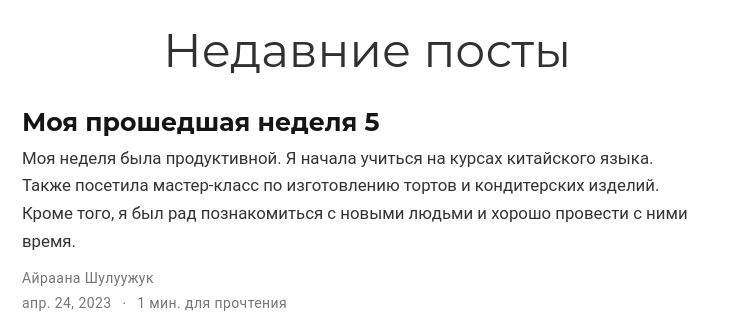 Недавние посты
Моя прошедшая неделя 5
Моя неделя была продуктивной. Я начала учиться на курсах китайского языка.
Также посетила мастер-класс по изготовлению тортов и кондитерских изделий.
Кроме того, я был рад познакомиться с новыми людьми и хорошо провести с ними
время.
Айраана Шулуужук
апр. 24, 2023 · 1 мин. для прочтения